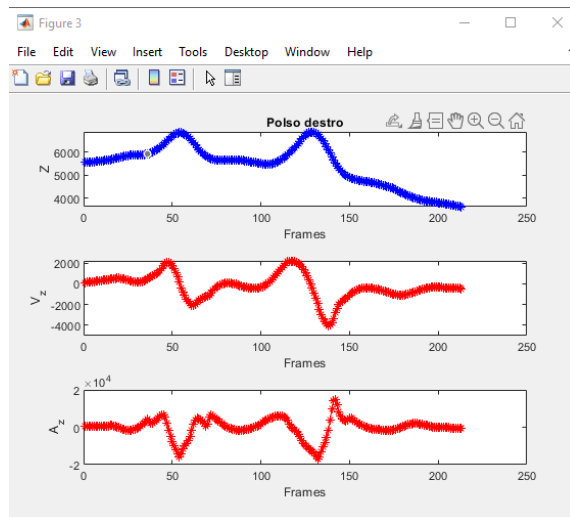 Figure 3
File Edit View Insert Tools Desktop Window Help
Polso destro
Z
6000
5000
4000
0 50 100 150 200 250
Frames
V_z
2000
0
-2000
-4000
0 50 100 150 200 250
Frames
×10^4
A_z
2
0
-2
0 50 100 150 200 250
Frames